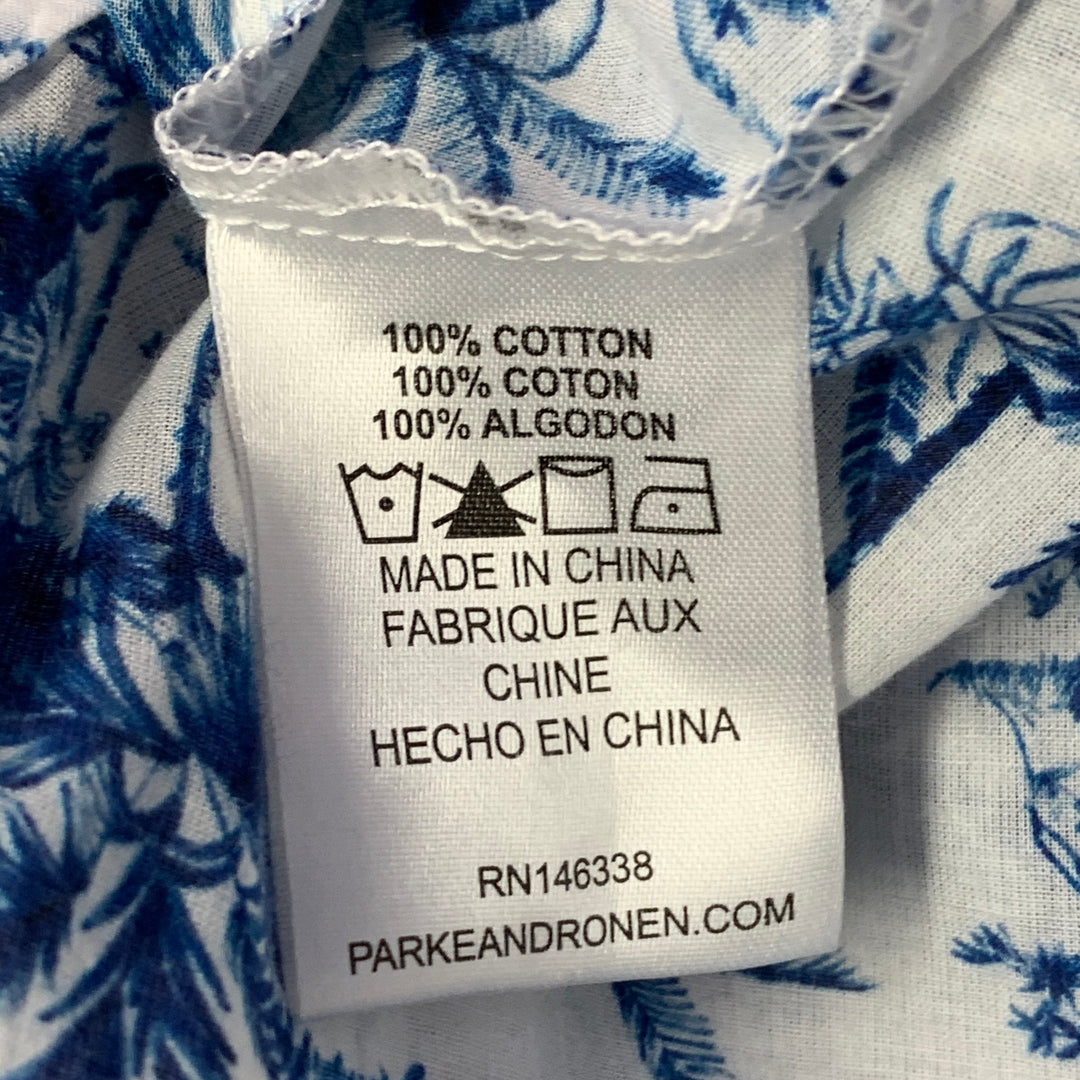 100% COTTON
100% COTON
100% ALGODON
MADE IN CHINA
FABRIQUE AUX
CHINE
HECHO EN CHINA
RN146338
PARKEANDRONEN.COM